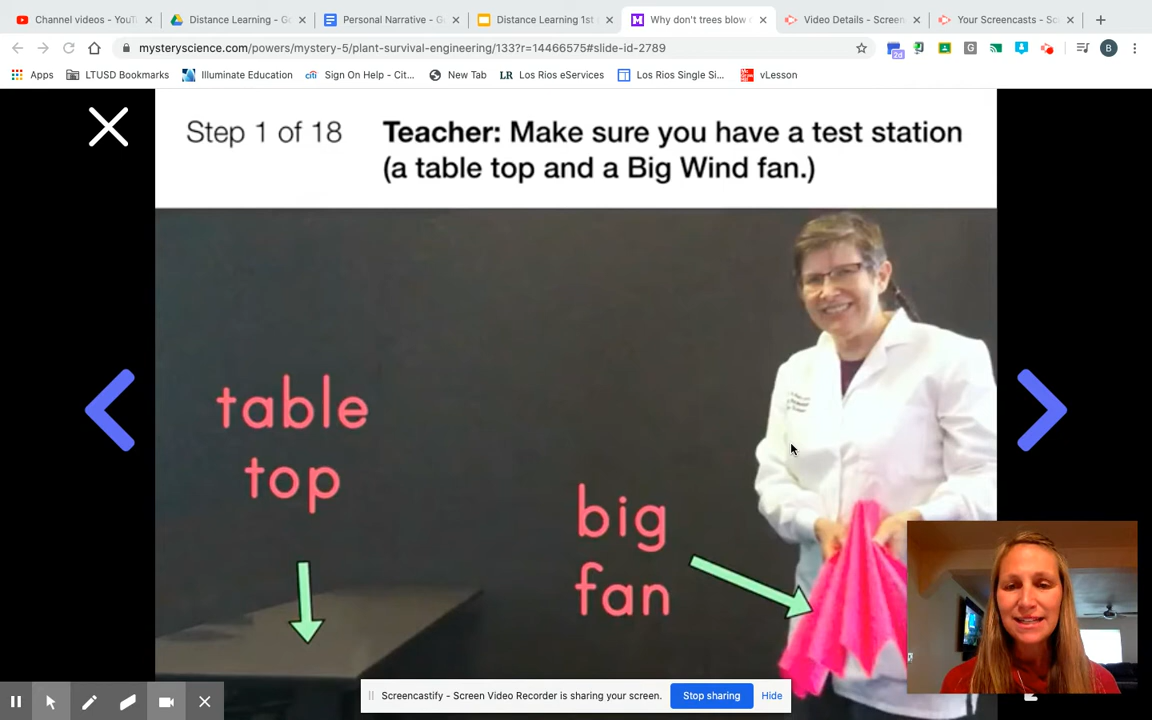 Channel videos - YouT
Distance Learning - Go
Personal Narrative - G
Distance Learning 1st
Why don't trees blow
Video Details - Screen
Your Screencasts - Sc
mysteryscience.com/powers/mystery-5/plant-survival-engineering/133?r=14466575#slide-id-2789
2d
G
B
Apps
LTUSD Bookmarks
Illuminate Education
Sign On Help - Cit...
New Tab
LR Los Rios eServices
Los Rios Single Si...
vLesson
Step 1 of 18
Teacher: Make sure you have a test station
(a table top and a Big Wind fan.)
table
top
big
fan
Screencastify - Screen Video Recorder is sharing your screen.
Stop sharing
Hide